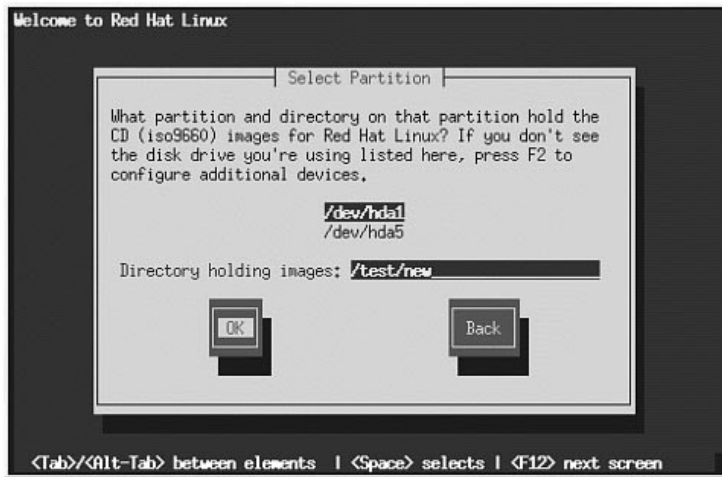 Welcome to Red Hat Linux
Select Partition
What partition and directory on that partition hold the
CD (iso9660) images for Red Hat Linux? If you don't see
the disk drive you're using listed here, press F2 to
configure additional devices.
/dev/hda1
/dev/hda5
Directory holding images: /test/new
OK Back
<Tab>/<Alt-Tab> between elements | <Space> selects | <F12> next screen